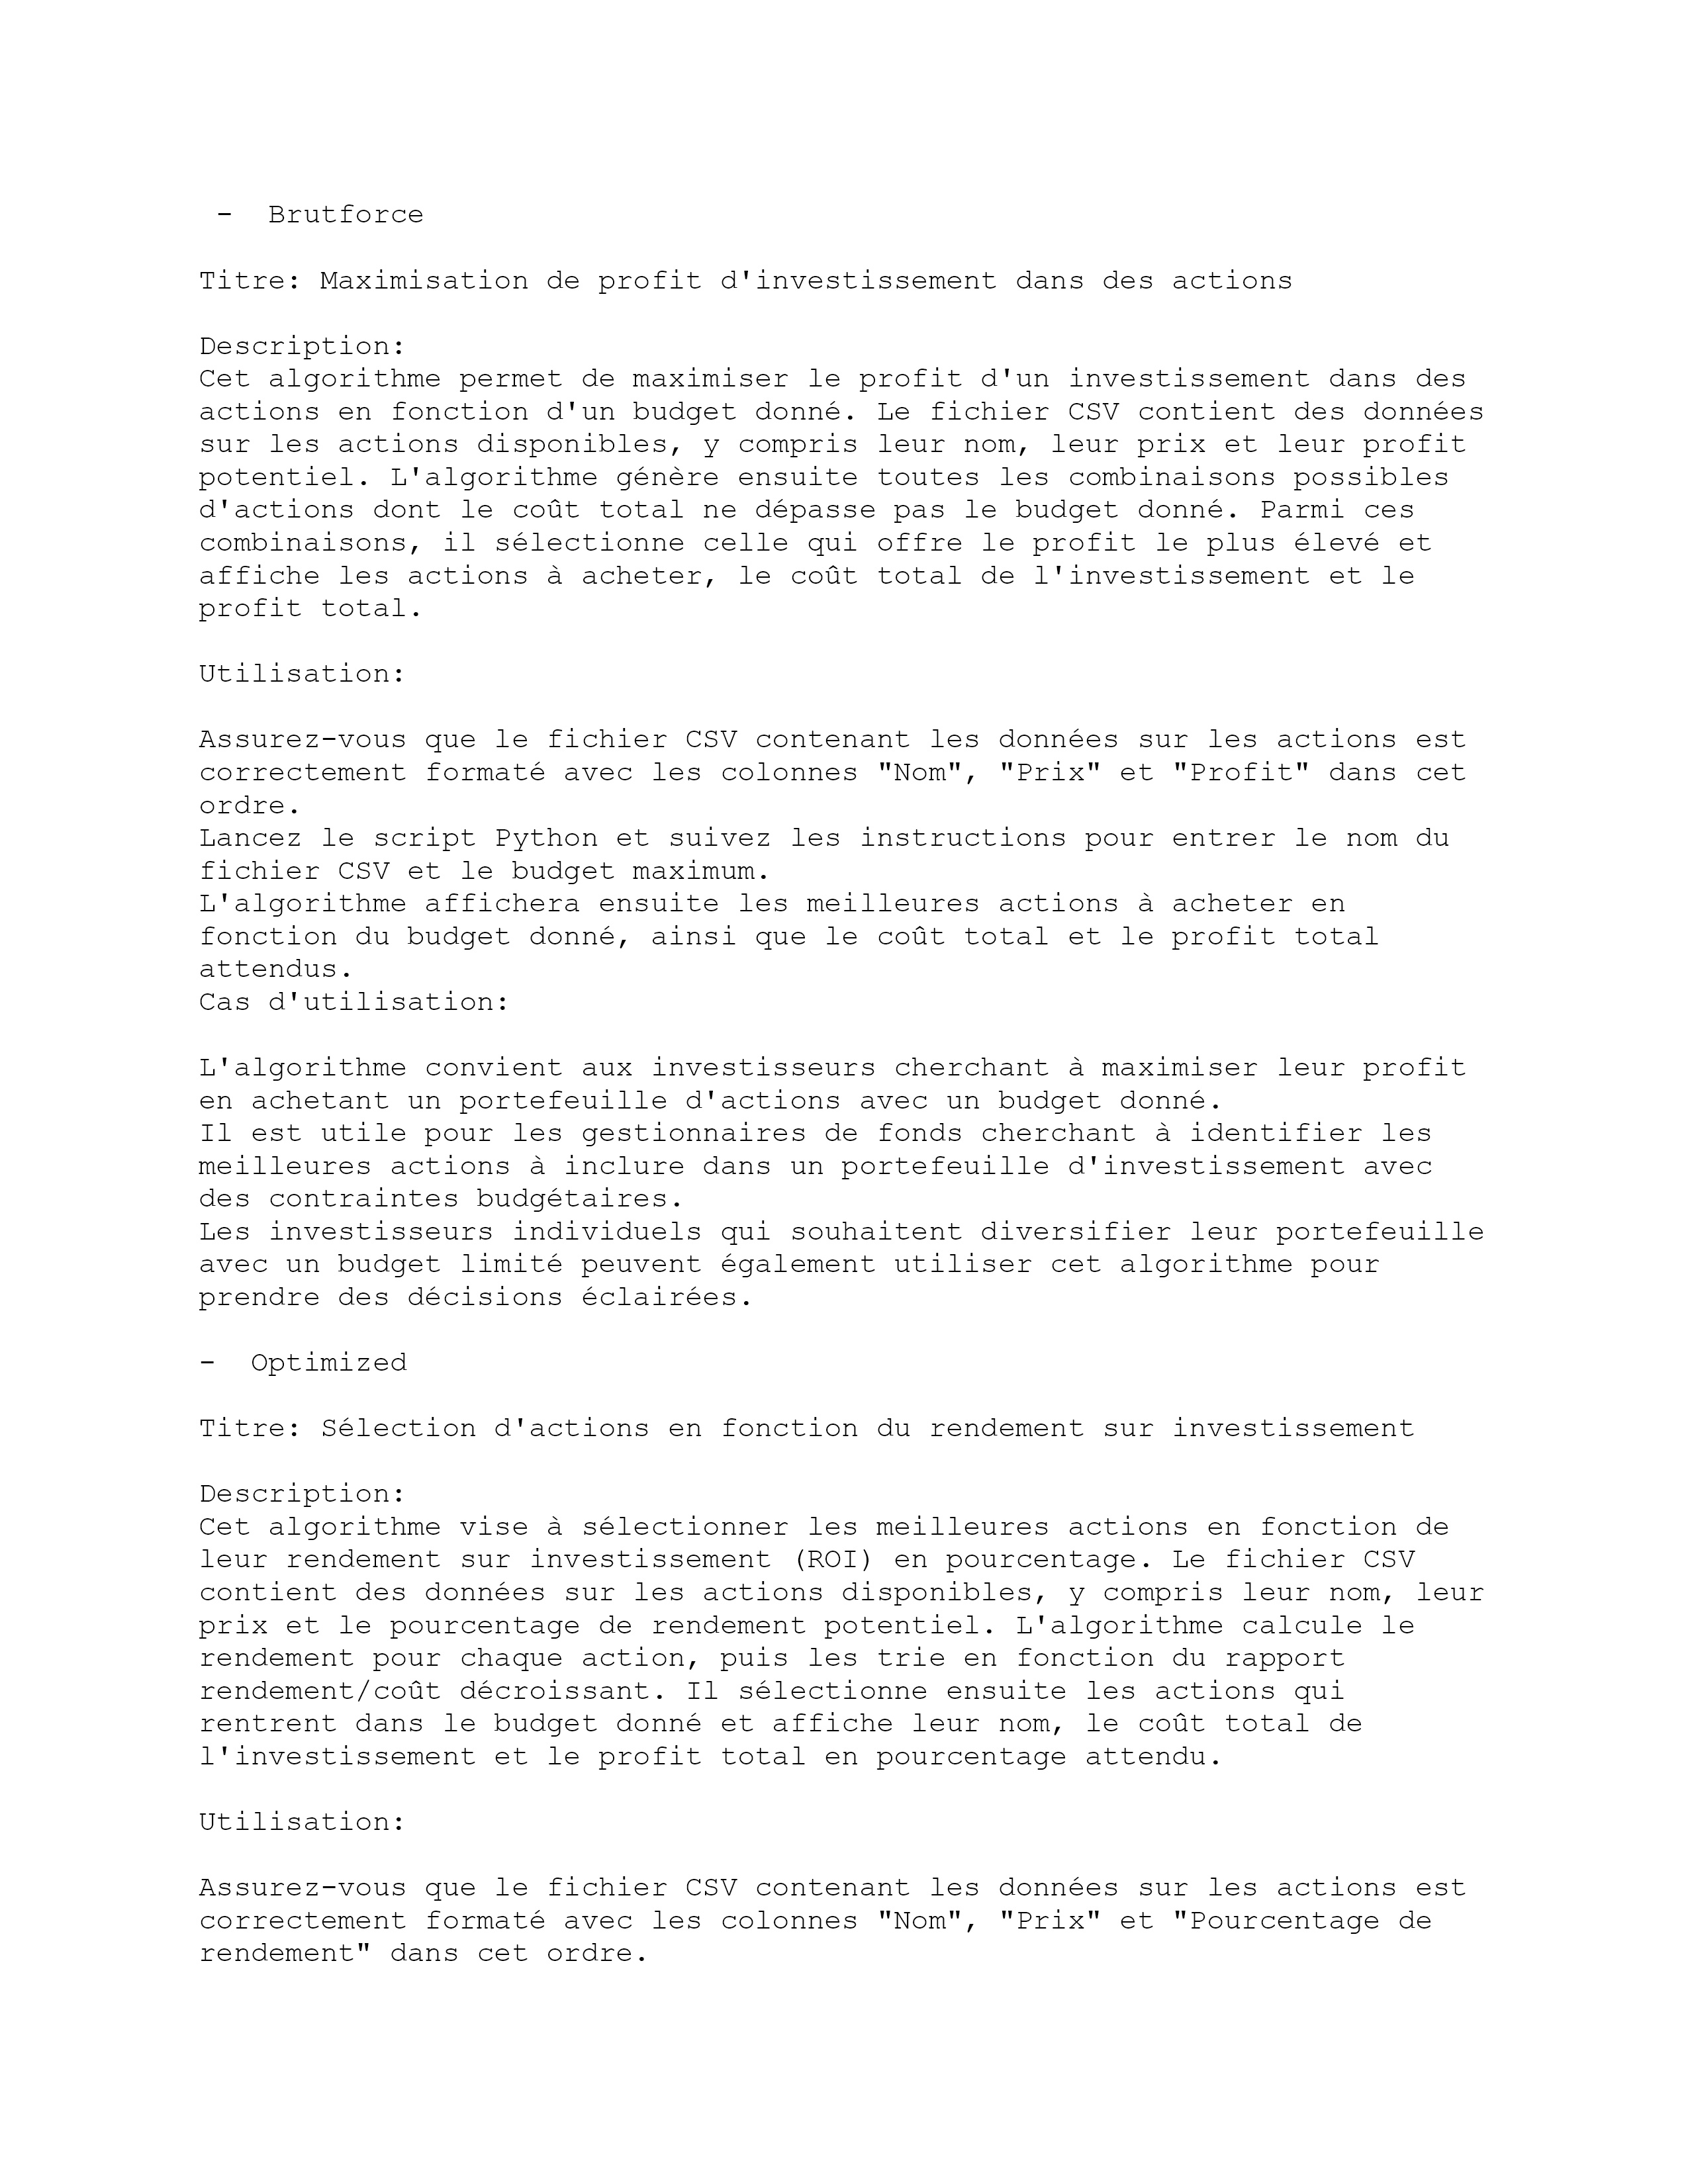 - Brutforce
Titre: Maximisation de profit d'investissement dans des actions
Description:
Cet algorithme permet de maximiser le profit d'un investissement dans des
actions en fonction d'un budget donné. Le fichier CSV contient des données
sur les actions disponibles, y compris leur nom, leur prix et leur profit
potentiel. L'algorithme génère ensuite toutes les combinaisons possibles
d'actions dont le coût total ne dépasse pas le budget donné. Parmi ces
combinaisons, il sélectionne celle qui offre le profit le plus élevé et
affiche les actions à acheter, le coût total de l'investissement et le
profit total.
Utilisation:
Assurez-vous que le fichier CSV contenant les données sur les actions est
correctement formaté avec les colonnes "Nom", "Prix" et "Profit" dans cet
ordre.
Lancez le script Python et suivez les instructions pour entrer le nom du
fichier CSV et le budget maximum.
L'algorithme affichera ensuite les meilleures actions à acheter en
fonction du budget donné, ainsi que le coût total et le profit total
attendus.
Cas d'utilisation:
L'algorithme convient aux investisseurs cherchant à maximiser leur profit
en achetant un portefeuille d'actions avec un budget donné.
Il est utile pour les gestionnaires de fonds cherchant à identifier les
meilleures actions à inclure dans un portefeuille d'investissement avec
des contraintes budgétaires.
Les investisseurs individuels qui souhaitent diversifier leur portefeuille
avec un budget limité peuvent également utiliser cet algorithme pour
prendre des décisions éclairées.
- Optimized
Titre: Sélection d'actions en fonction du rendement sur investissement
Description:
Cet algorithme vise à sélectionner les meilleures actions en fonction de
leur rendement sur investissement (ROI) en pourcentage. Le fichier CSV
contient des données sur les actions disponibles, y compris leur nom, leur
prix et le pourcentage de rendement potentiel. L'algorithme calcule le
rendement pour chaque action, puis les trie en fonction du rapport
rendement/coût décroissant. Il sélectionne ensuite les actions qui
rentrent dans le budget donné et affiche leur nom, le coût total de
l'investissement et le profit total en pourcentage attendu.
Utilisation:
Assurez-vous que le fichier CSV contenant les données sur les actions est
correctement formaté avec les colonnes "Nom", "Prix" et "Pourcentage de
rendement" dans cet ordre.